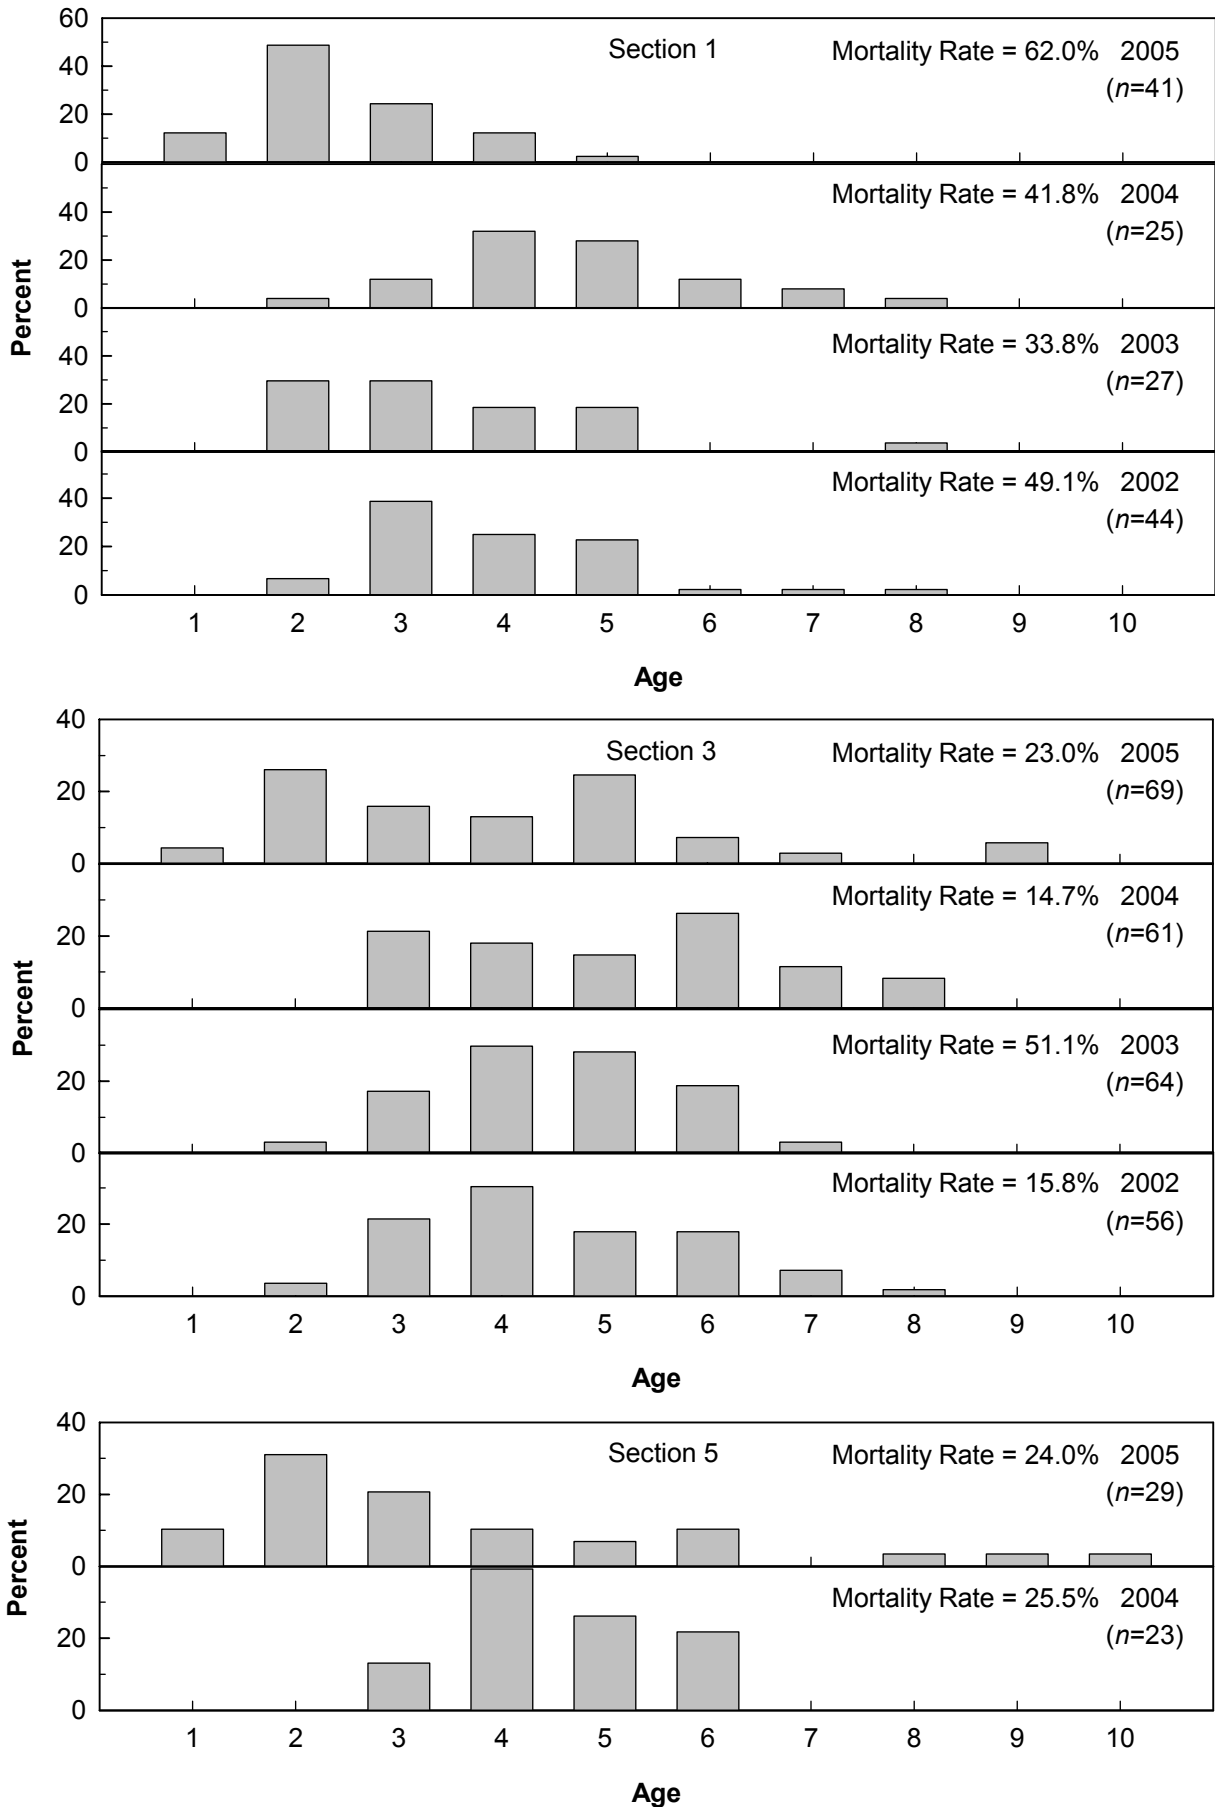 60
Section 1 Mortality Rate = 62.0% 2005
40
(n=41)
20
0
Mortality Rate = 41.8% 2004
40
(n=25)
20
0
Percent
Mortality Rate = 33.8% 2003
40
(n=27)
20
0
Mortality Rate = 49.1% 2002
40
(n=44)
20
0
1 2 3 4 5 6 7 8 9 10
Age
40
Section 3 Mortality Rate = 23.0% 2005
(n=69)
20
0
Mortality Rate = 14.7% 2004
(n=61)
20
0
Percent
Mortality Rate = 51.1% 2003
(n=64)
20
0
Mortality Rate = 15.8% 2002
(n=56)
20
0
1 2 3 4 5 6 7 8 9 10
Age
40
Section 5 Mortality Rate = 24.0% 2005
(n=29)
20
0
Percent
Mortality Rate = 25.5% 2004
(n=23)
20
0
1 2 3 4 5 6 7 8 9 10
Age